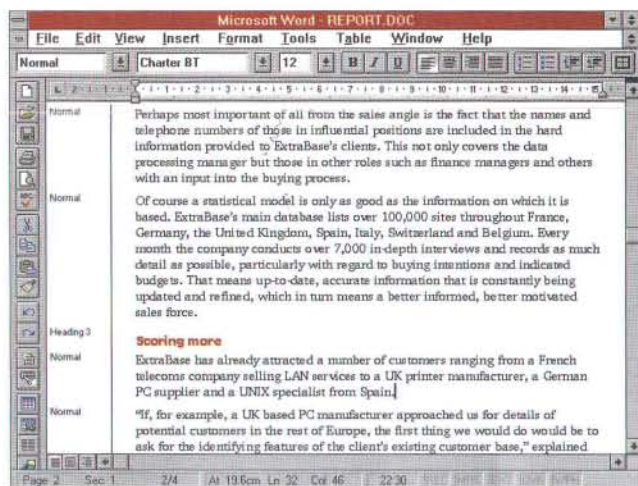 Microsoft Word - REPORT.DOC
File Edit View Insert Format Tools Table Window Help
Normal Charter BT 12 B I U
Normal
Perhaps most important of all from the sales angle is the fact that the names and
telephone numbers of those in influential positions are included in the hard
information provided to ExtraBase's clients. This not only covers the data
processing manager but those in other roles such as finance managers and others
with an input into the buying process.
Normal
Of course a statistical model is only as good as the information on which it is
based. ExtraBase's main database lists over 100,000 sites throughout France,
Germany, the United Kingdom, Spain, Italy, Switzerland and Belgium. Every
month the company conducts over 7,000 in-depth interviews and records as much
detail as possible, particularly with regard to buying intentions and indicated
budgets. That means up-to-date, accurate information that is constantly being
updated and refined, which in turn means a better informed, better motivated
sales force.
Heading 3
Scoring more
Normal
ExtraBase has already attracted a number of customers ranging from a French
telecoms company selling LAN services to a UK printer manufacturer, a German
PC supplier and a UNIX specialist from Spain.
Normal
"If, for example, a UK based PC manufacturer approached us for details of
potential customers in the rest of Europe, the first thing we would do would be to
ask for the identifying features of the client's existing customer base," explained
Page 2 Sec 1 2/4 At 19.6cm Ln 32 Col 46 22:30